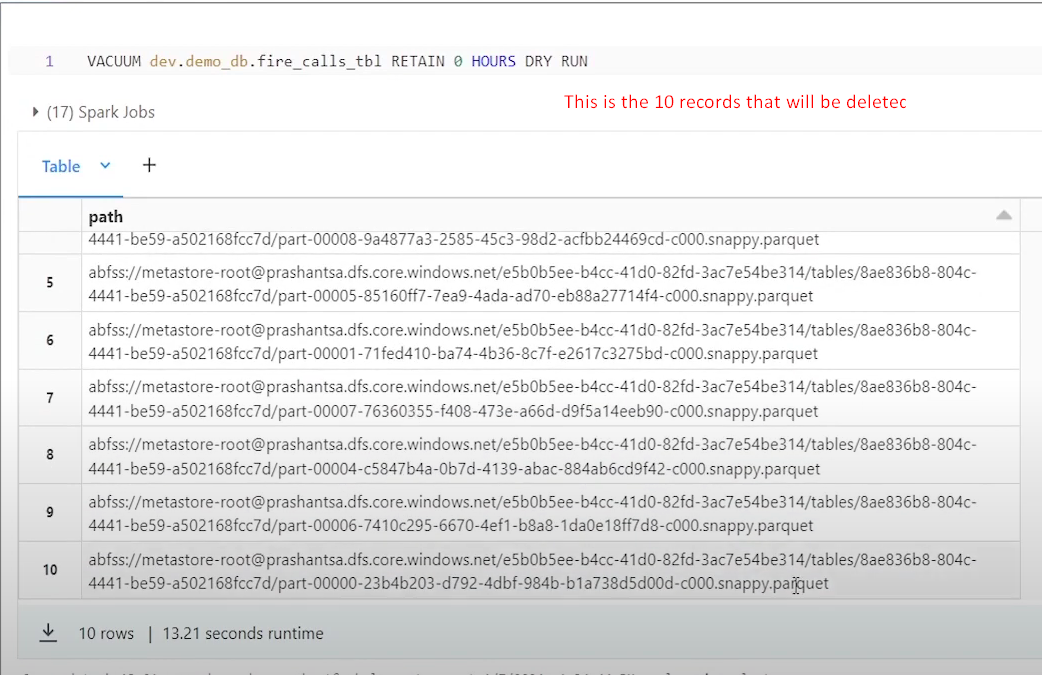 1 VACUUM dev.demo_db.fire_calls_tbl RETAIN 0 HOURS DRY RUN
This is the 10 records that will be deletec
(17) Spark Jobs
Table
path
4441-be59-a502168fcc7d/part-00008-9a4877a3-2585-45c3-98d2-acfbb24469cd-c000.snappy.parquet
5 abfss://metastore-root@prashantsa.dfs.core.windows.net/e5b0b5ee-b4cc-41d0-82fd-3ac7e54be314/tables/8ae836b8-804c-
4441-be59-a502168fcc7d/part-00005-85160ff7-7ea9-4ada-ad70-eb88a27714f4-c000.snappy.parquet
6 abfss://metastore-root@prashantsa.dfs.core.windows.net/e5b0b5ee-b4cc-41d0-82fd-3ac7e54be314/tables/8ae836b8-804c-
4441-be59-a502168fcc7d/part-00001-71fed410-ba74-4b36-8c7f-e2617c3275bd-c000.snappy.parquet
7 abfss://metastore-root@prashantsa.dfs.core.windows.net/e5b0b5ee-b4cc-41d0-82fd-3ac7e54be314/tables/8ae836b8-804c-
4441-be59-a502168fcc7d/part-00007-76360355-f408-473e-a66d-d9f5a14eeb90-c000.snappy.parquet
8 abfss://metastore-root@prashantsa.dfs.core.windows.net/e5b0b5ee-b4cc-41d0-82fd-3ac7e54be314/tables/8ae836b8-804c-
4441-be59-a502168fcc7d/part-00004-c5847b4a-0b7d-4139-abac-884ab6cd9f42-c000.snappy.parquet
9 abfss://metastore-root@prashantsa.dfs.core.windows.net/e5b0b5ee-b4cc-41d0-82fd-3ac7e54be314/tables/8ae836b8-804c-
4441-be59-a502168fcc7d/part-00006-7410c295-6670-4ef1-b8a8-1da0e18ff7d8-c000.snappy.parquet
10 abfss://metastore-root@prashantsa.dfs.core.windows.net/e5b0b5ee-b4cc-41d0-82fd-3ac7e54be314/tables/8ae836b8-804c-
4441-be59-a502168fcc7d/part-00000-23b4b203-d792-4dbf-984b-b1a738d5d00d-c000.snappy.parquet
10 rows | 13.21 seconds runtime